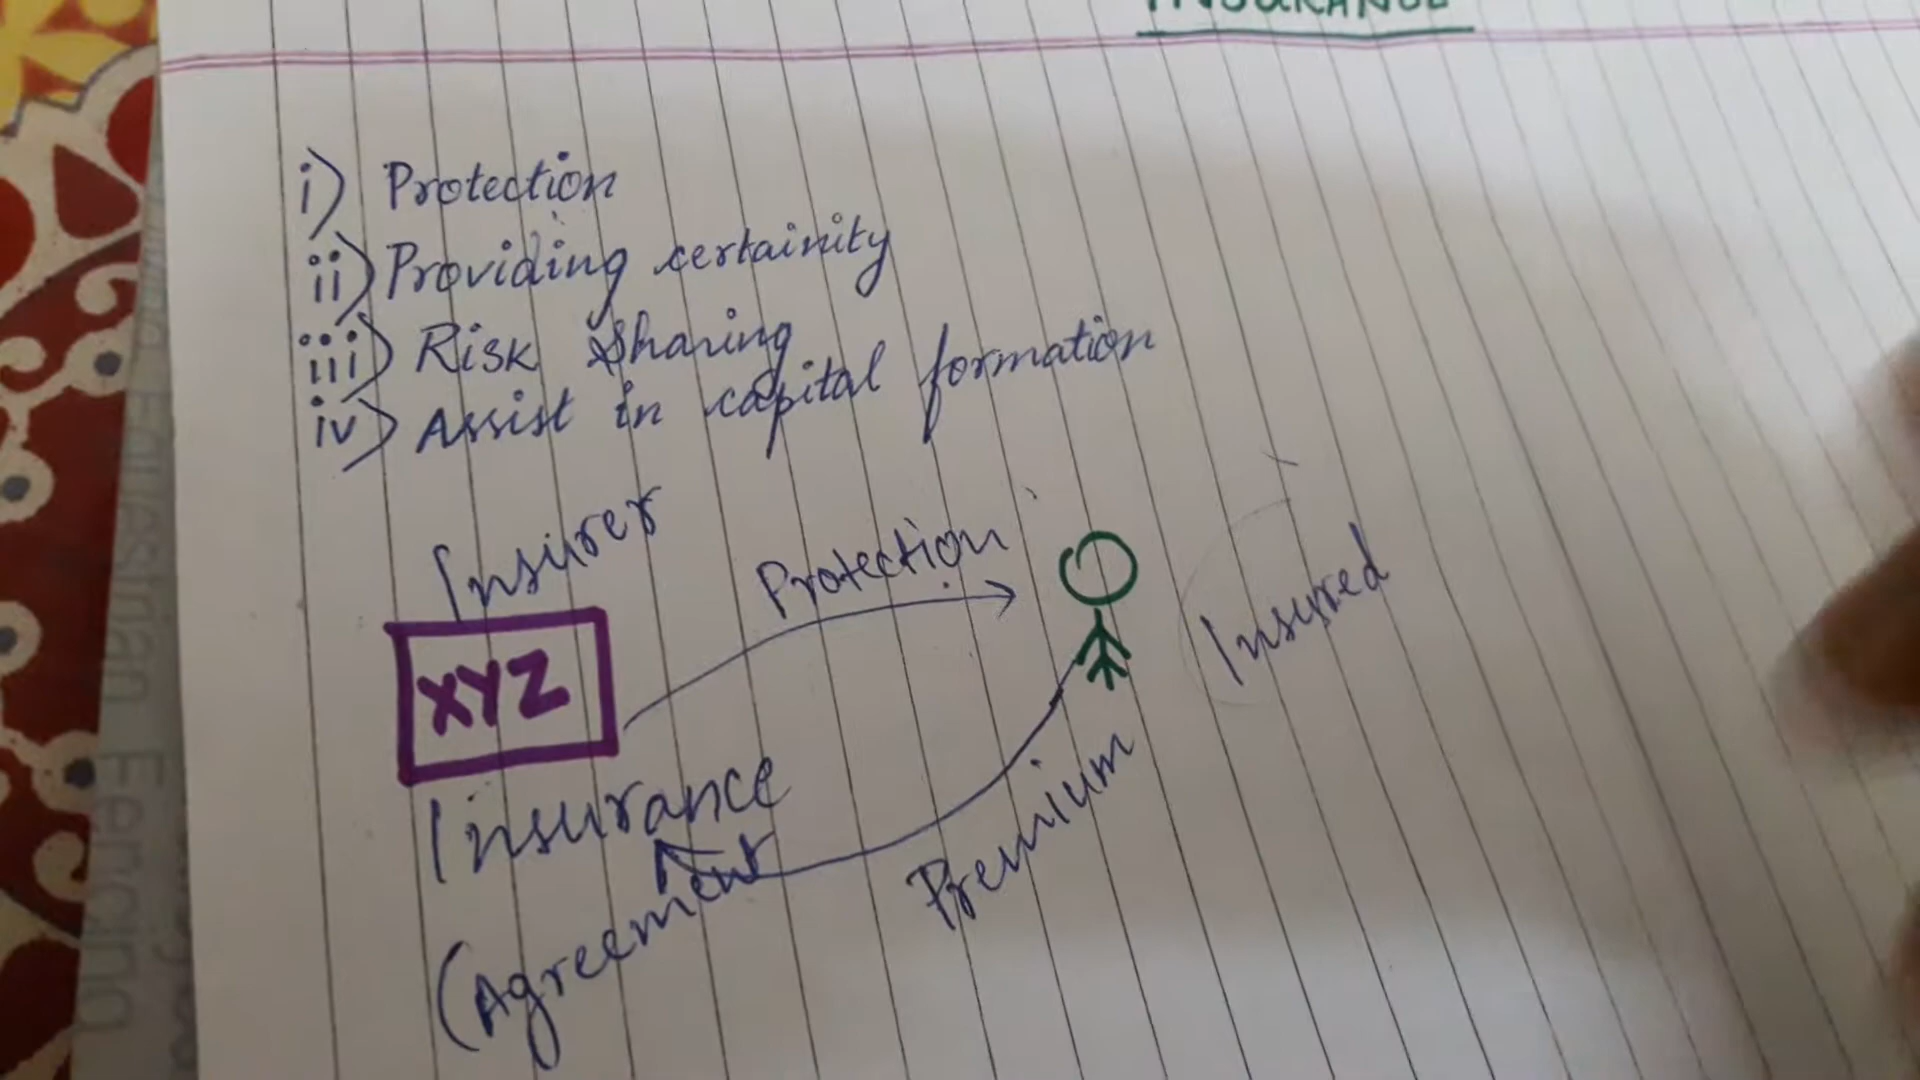 INSURANCE
i) Protection
ii) Providing certainity
iii) Risk Sharing
iv) Assist in capital formation
Insurer
Protection
Insured
XYZ
Insurance
Premium
(Agreement